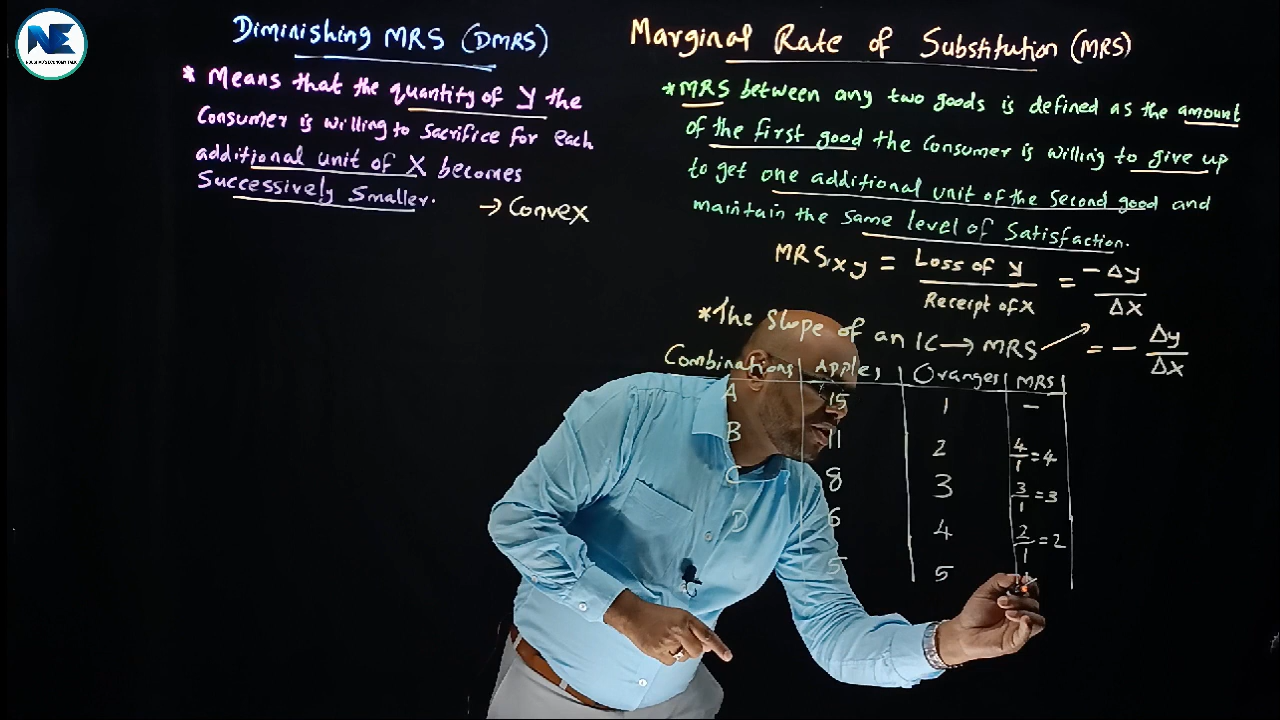 NE
Diminishing MRS (DMRS)
* Means that the quantity of y the
Consumer is willing to sacrifice for each
additional unit of X becomes
Successively Smaller.
→ Convex
Marginal Rate of Substitution (MRS)
* MRS between any two goods is defined as the amount
of the first good the Consumer is willing to give up
to get one additional unit of the second good and
maintain the same level of Satisfaction.
MRS, xy = Loss of y / Receipt of X = -Δy / ΔX
* The Slope of an IC → MRS = - Δy / ΔX
Combinations Apples Oranges MRS
A 15 1 -
B 11 2 4/1 = 4
C 8 3 3/1 = 3
D 6 4 2/1 = 2
5 5